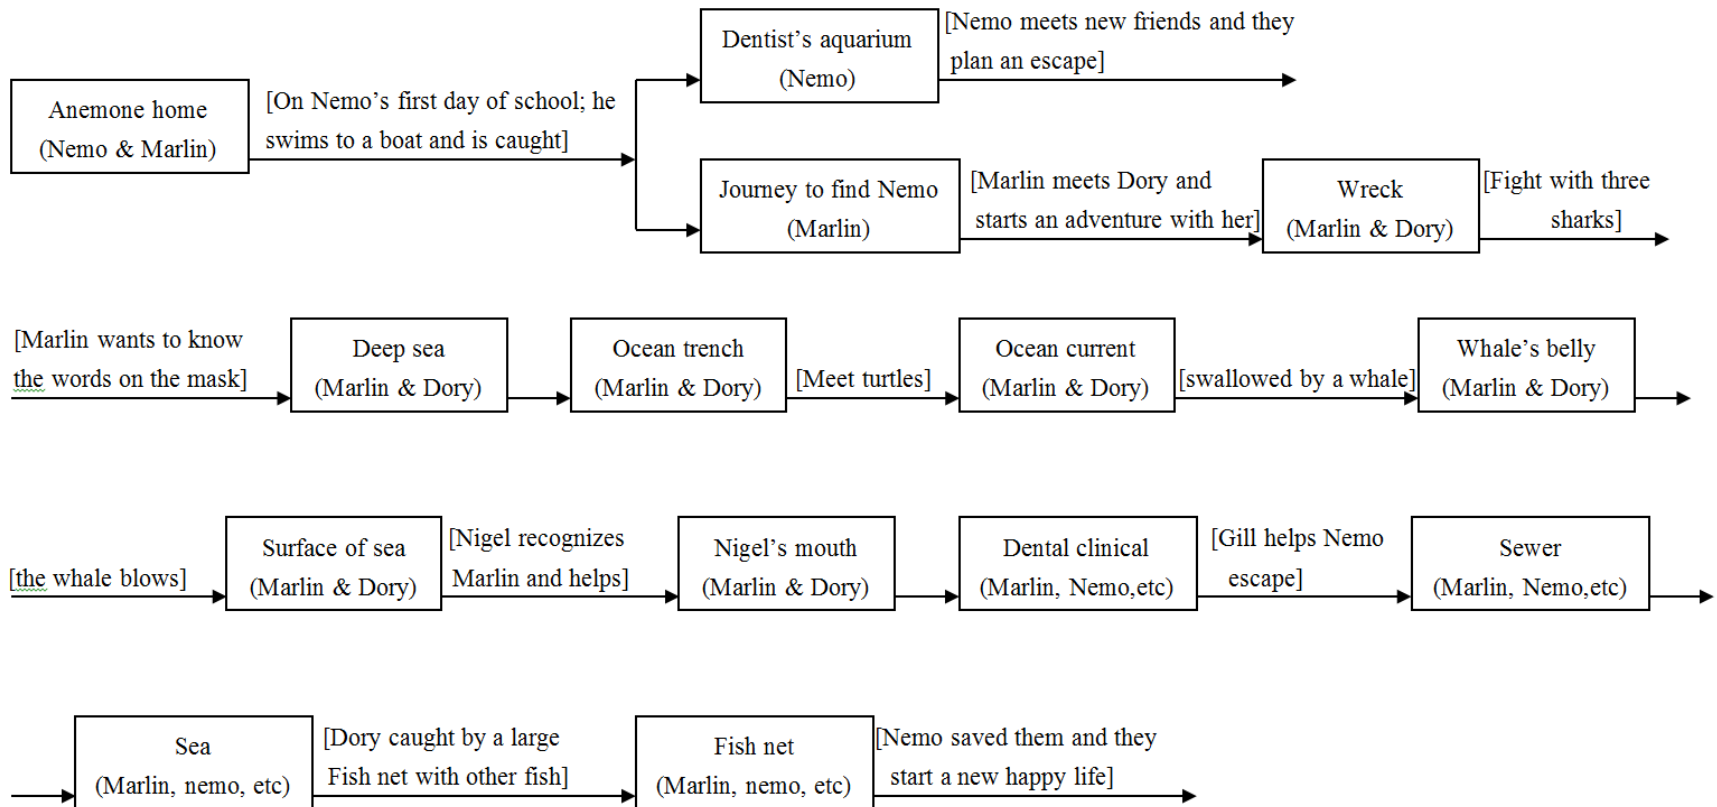 Dentist’s aquarium
(Nemo)
[Nemo meets new friends and they
plan an escape]
Anemone home
(Nemo & Marlin)
[On Nemo’s first day of school; he
swims to a boat and is caught]
Journey to find Nemo
(Marlin)
[Marlin meets Dory and
starts an adventure with her]
Wreck
(Marlin & Dory)
[Fight with three
sharks]
[Marlin wants to know
the words on the mask]
Deep sea
(Marlin & Dory)
Ocean trench
(Marlin & Dory)
[Meet turtles]
Ocean current
(Marlin & Dory)
[swallowed by a whale]
Whale’s belly
(Marlin & Dory)
[the whale blows]
Surface of sea
(Marlin & Dory)
[Nigel recognizes
Marlin and helps]
Nigel’s mouth
(Marlin & Dory)
Dental clinical
(Marlin, Nemo,etc)
[Gill helps Nemo
escape]
Sewer
(Marlin, Nemo,etc)
Sea
(Marlin, nemo, etc)
[Dory caught by a large
Fish net with other fish]
Fish net
(Marlin, nemo, etc)
[Nemo saved them and they
start a new happy life]